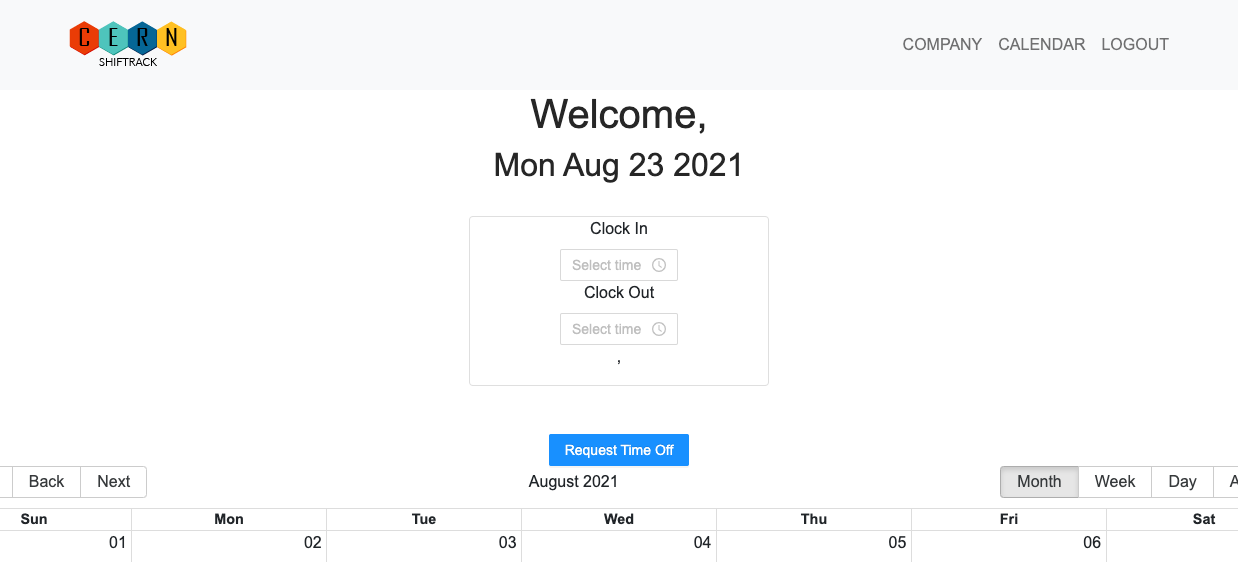 CERN
SHIFTRACK
COMPANY CALENDAR LOGOUT
Welcome,
Mon Aug 23 2021
Clock In
Select time
Clock Out
Select time
,
Request Time Off
Back Next August 2021 Month Week Day A
Sun Mon Tue Wed Thu Fri Sat
01 02 03 04 05 06